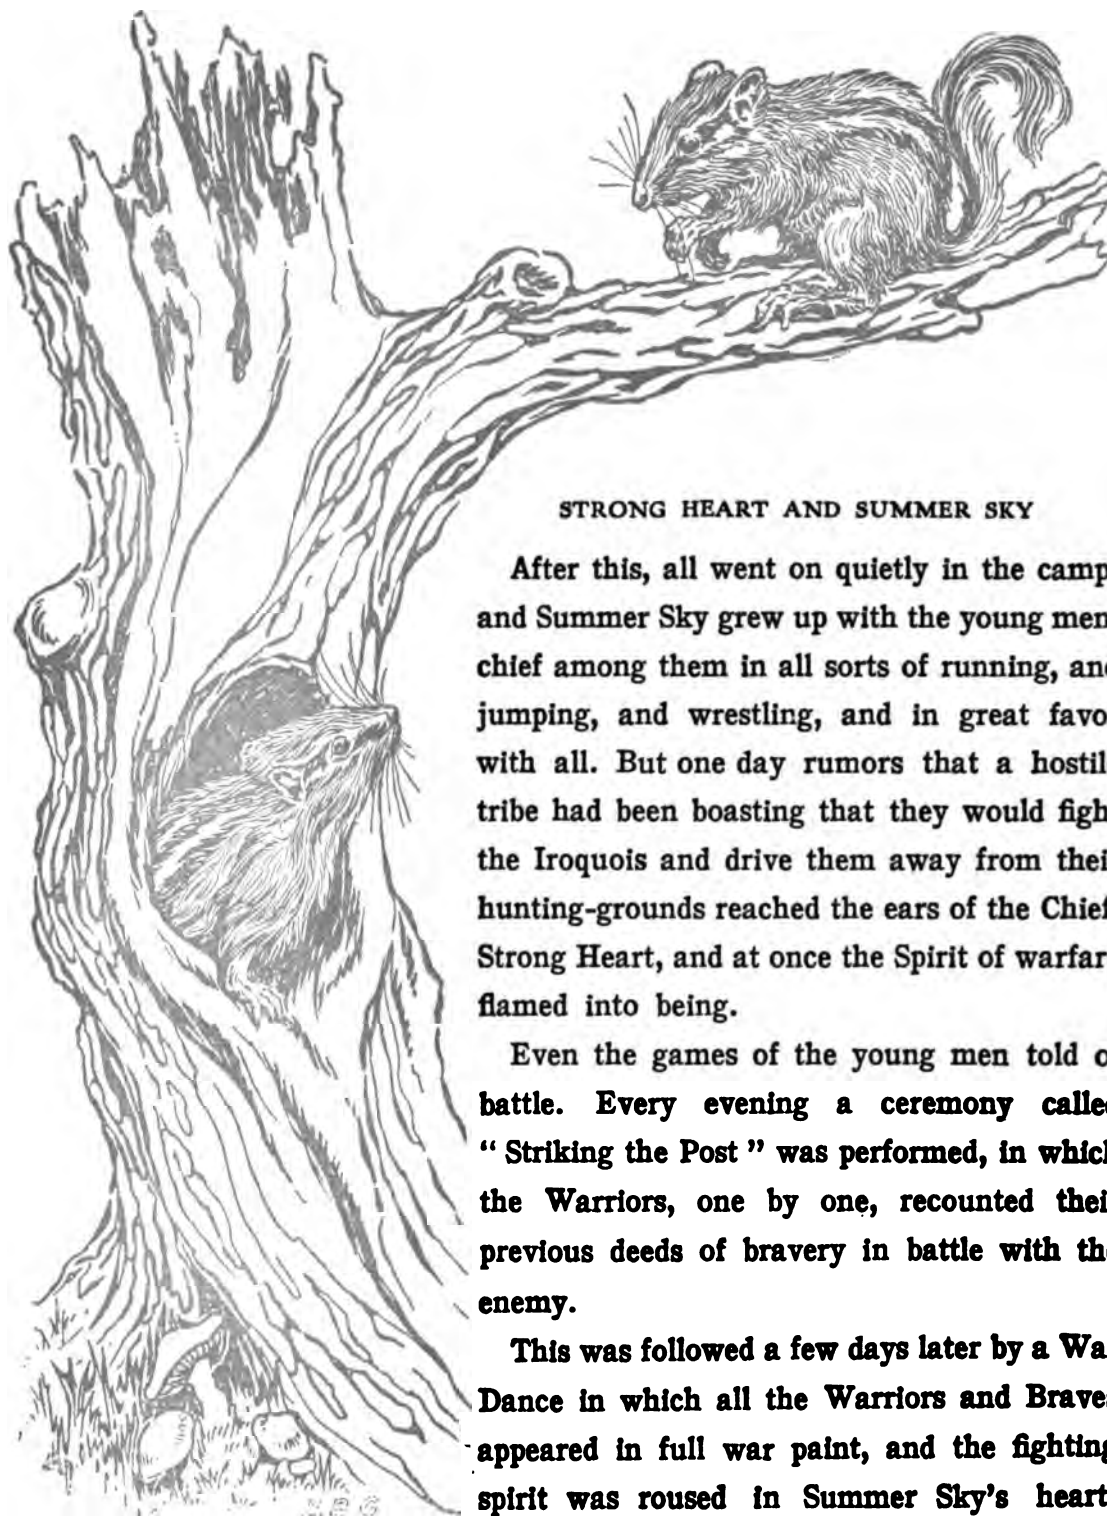 STRONG HEART AND SUMMER SKY
After this, all went on quietly in the camp
and Summer Sky grew up with the young men
chief among them in all sorts of running, an
jumping, and wrestling, and in great favo
with all. But one day rumors that a hostil
tribe had been boasting that they would figh
the Iroquois and drive them away from thei
hunting-grounds reached the ears of the Chief
Strong Heart, and at once the Spirit of warfar
flamed into being.
Even the games of the young men told o
battle. Every evening a ceremony calle
“ Striking the Post ” was performed, in which
the Warriors, one by one, recounted thei
previous deeds of bravery in battle with th
enemy.
This was followed a few days later by a Wa
Dance in which all the Warriors and Brave
appeared in full war paint, and the fighting
spirit was roused in Summer Sky's heart